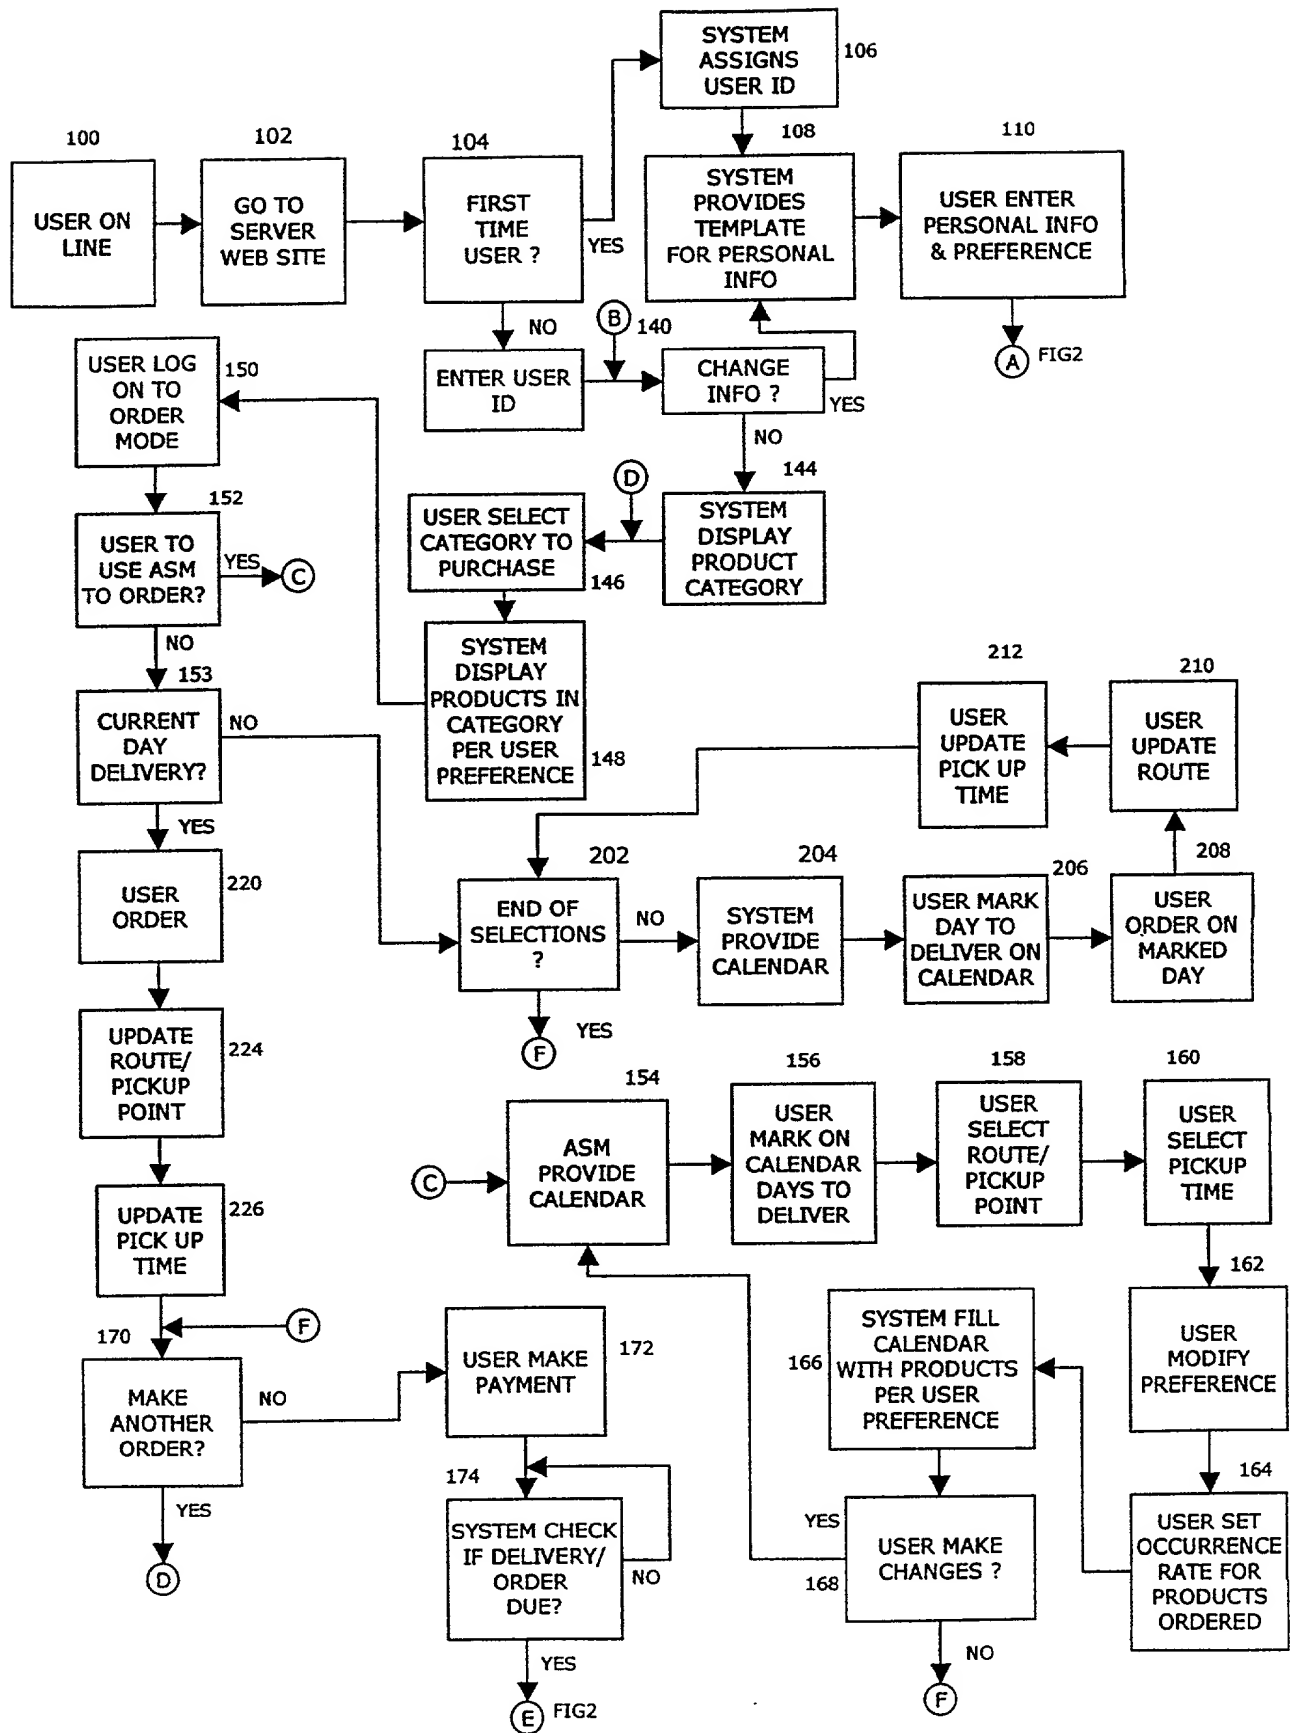 SYSTEM
ASSIGNS
USER ID
106
100
102
104
108
110
USER ON
LINE
GO TO
SERVER
WEB SITE
FIRST
TIME
USER ?
YES
SYSTEM
PROVIDES
TEMPLATE
FOR PERSONAL
INFO
USER ENTER
PERSONAL INFO
& PREFERENCE
NO
B
140
A
FIG2
USER LOG
ON TO
ORDER
MODE
150
ENTER USER
ID
CHANGE
INFO ?
YES
NO
144
D
152
USER SELECT
CATEGORY TO
PURCHASE
146
SYSTEM
DISPLAY
PRODUCT
CATEGORY
USER TO
USE ASM
TO ORDER?
YES
C
NO
153
SYSTEM
DISPLAY
PRODUCTS IN
CATEGORY
PER USER
PREFERENCE
148
212
210
CURRENT
DAY
DELIVERY?
NO
USER
UPDATE
PICK UP
TIME
USER
UPDATE
ROUTE
YES
202
204
206
208
USER
ORDER
220
END OF
SELECTIONS
?
NO
SYSTEM
PROVIDE
CALENDAR
USER MARK
DAY TO
DELIVER ON
CALENDAR
USER
ORDER ON
MARKED
DAY
YES
F
UPDATE
ROUTE/
PICKUP
POINT
224
154
156
158
160
C
ASM
PROVIDE
CALENDAR
USER
MARK ON
CALENDAR
DAYS TO
DELIVER
USER
SELECT
ROUTE/
PICKUP
POINT
USER
SELECT
PICKUP
TIME
UPDATE
PICK UP
TIME
226
162
F
170
USER MAKE
PAYMENT
172
166
SYSTEM FILL
CALENDAR
WITH PRODUCTS
PER USER
PREFERENCE
USER
MODIFY
PREFERENCE
MAKE
ANOTHER
ORDER?
NO
174
164
YES
D
SYSTEM CHECK
IF DELIVERY/
ORDER
DUE?
NO
YES
168
USER MAKE
CHANGES ?
USER SET
OCCURRENCE
RATE FOR
PRODUCTS
ORDERED
YES
E
FIG2
NO
F